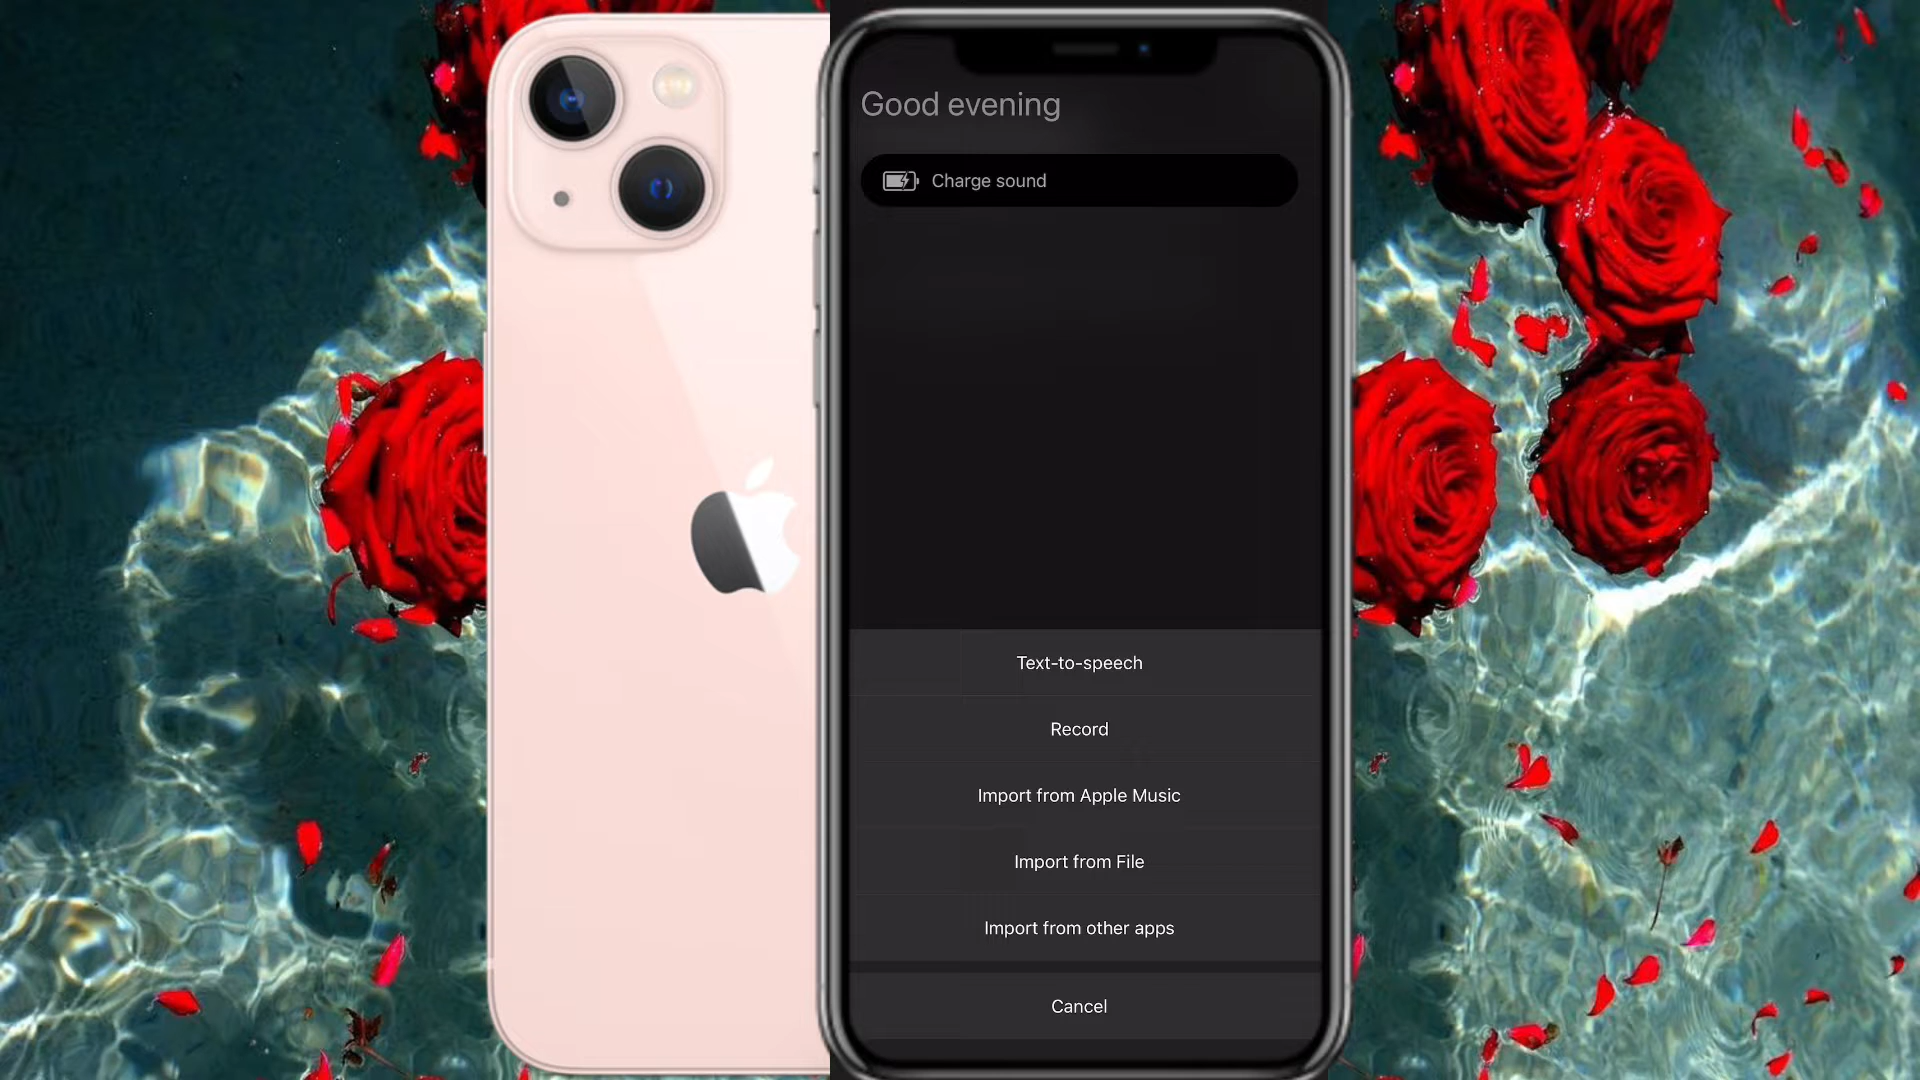 Good evening
Charge sound
Text-to-speech
Record
Import from Apple Music
Import from File
Import from other apps
Cancel